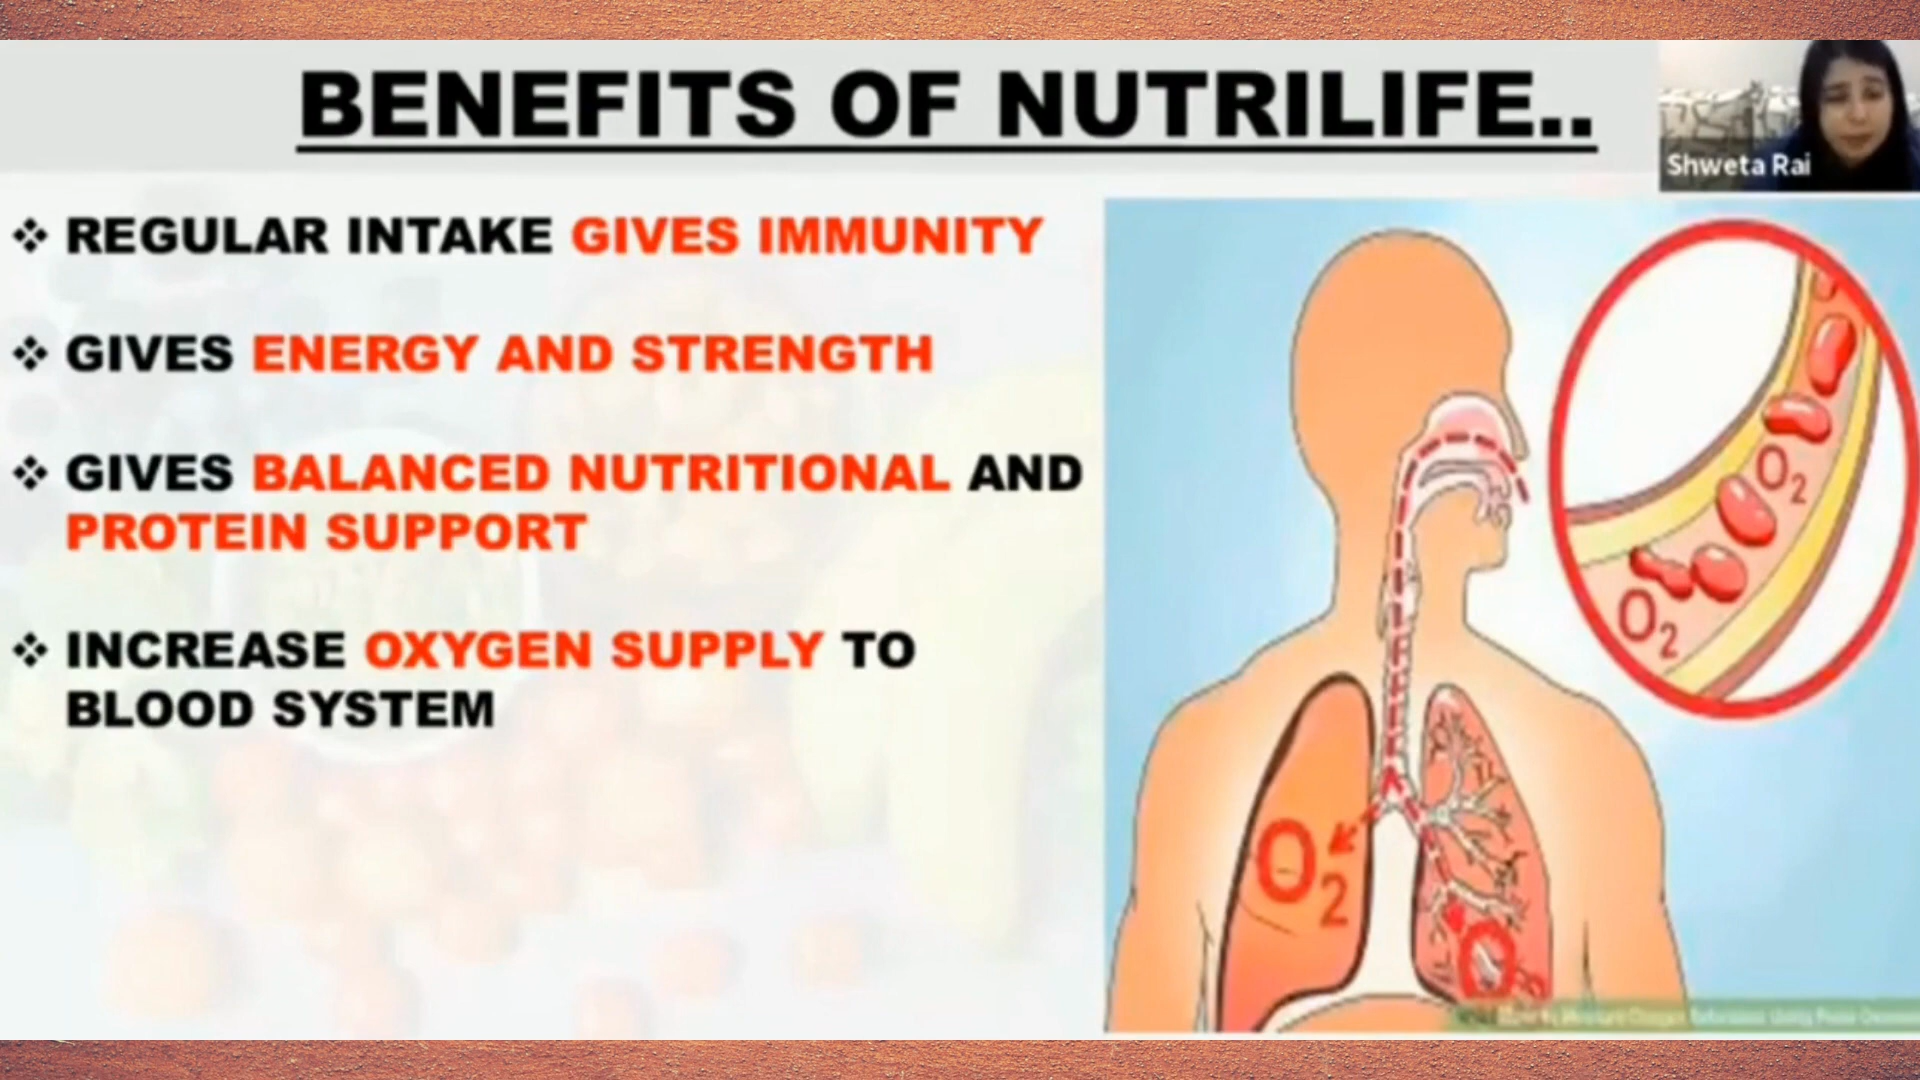 BENEFITS OF NUTRILIFE..
Shweta Rai
❖ REGULAR INTAKE GIVES IMMUNITY
❖ GIVES ENERGY AND STRENGTH
❖ GIVES BALANCED NUTRITIONAL AND
PROTEIN SUPPORT
❖ INCREASE OXYGEN SUPPLY TO
BLOOD SYSTEM
O2
O2
O2